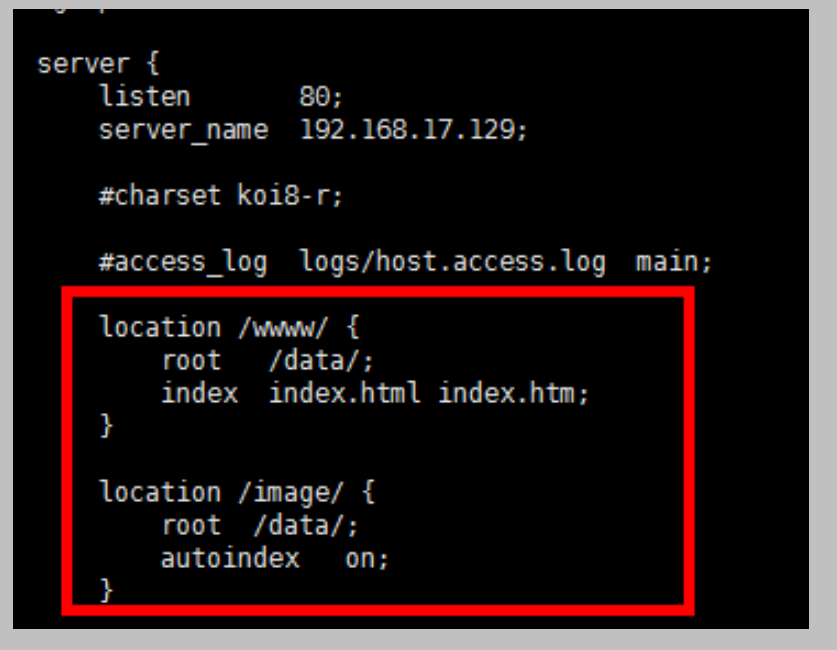 server {
listen 80;
server_name 192.168.17.129;
#charset koi8-r;
#access_log logs/host.access.log main;
location /wwww/ {
root /data/;
index index.html index.htm;
}
location /image/ {
root /data/;
autoindex on;
}